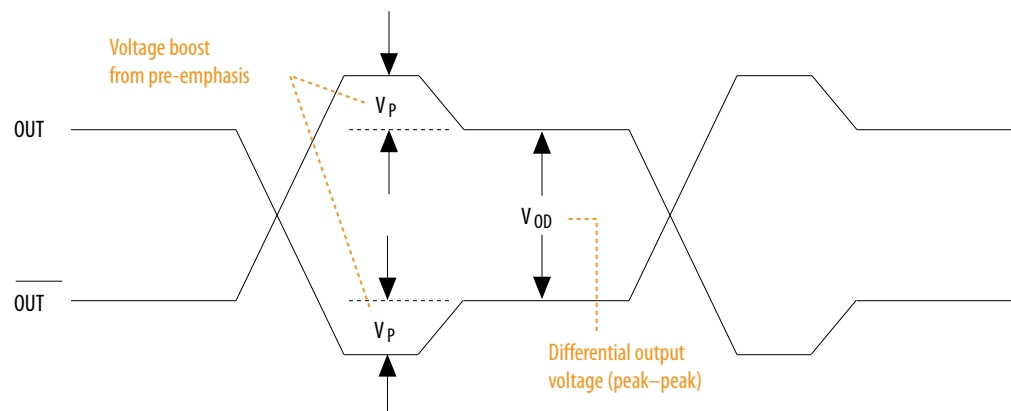 Voltage boost
from pre-emphasis
V P
OUT
V OD
OUT
V P
Differential output
voltage (peak–peak)